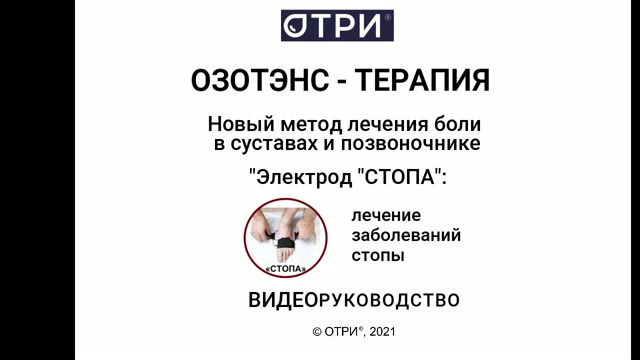 ОТРИ®
ОЗОТЭНС - ТЕРАПИЯ
Новый метод лечения боли
в суставах и позвоночнике
"Электрод "СТОПА":
лечение
заболеваний
стопы
«СТОПА»
ВИДЕОРУКОВОДСТВО
© ОТРИ®, 2021